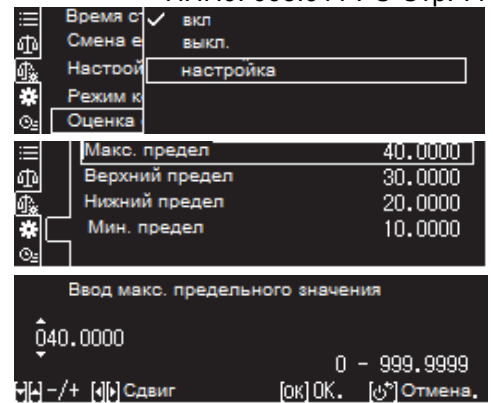 Время с
✓ вкл
Смена е
выкл.
Настрой
настройка
Режим к
Оценка
Макс. предел 40.0000
Верхний предел 30.0000
Нижний предел 20.0000
Мин. предел 10.0000
Ввод макс. предельного значения
040.0000
0 - 999.9999
-/+ Сдвиг [OK]OK. Отмена.